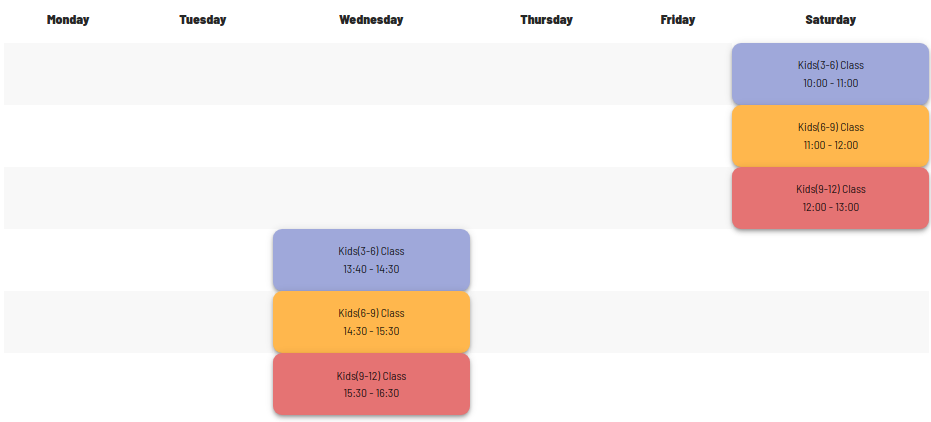 Monday Tuesday Wednesday Thursday Friday Saturday
Kids(3-6) Class
10:00 - 11:00
Kids(6-9) Class
11:00 - 12:00
Kids(9-12) Class
12:00 - 13:00
Kids(3-6) Class
13:40 - 14:30
Kids(6-9) Class
14:30 - 15:30
Kids(9-12) Class
15:30 - 16:30